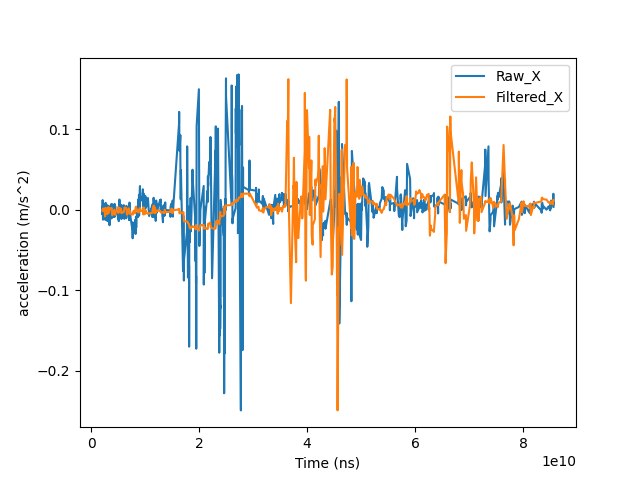 Raw_X
Filtered_X
acceleration (m/s^2)
0.1
0.0
−0.1
−0.2
0
2
4
6
8
1e10
Time (ns)